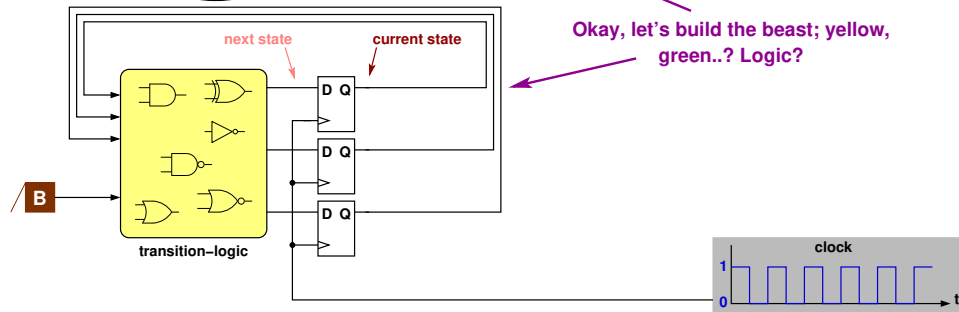 Okay, let's build the beast; yellow,
green..? Logic?
next state
current state
D Q
D Q
B
D Q
transition–logic
clock
1
0
t